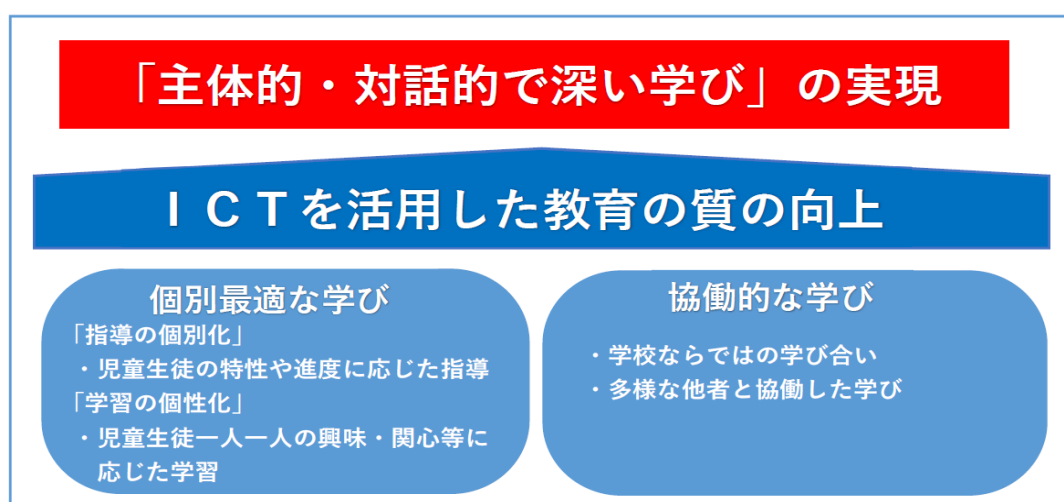 「主体的・対話的で深い学び」の実現
ＩＣＴを活用した教育の質の向上
個別最適な学び
「指導の個別化」
・児童生徒の特性や進度に応じた指導
「学習の個性化」
・児童生徒一人一人の興味・関心等に
応じた学習
協働的な学び
・学校ならではの学び合い
・多様な他者と協働した学び